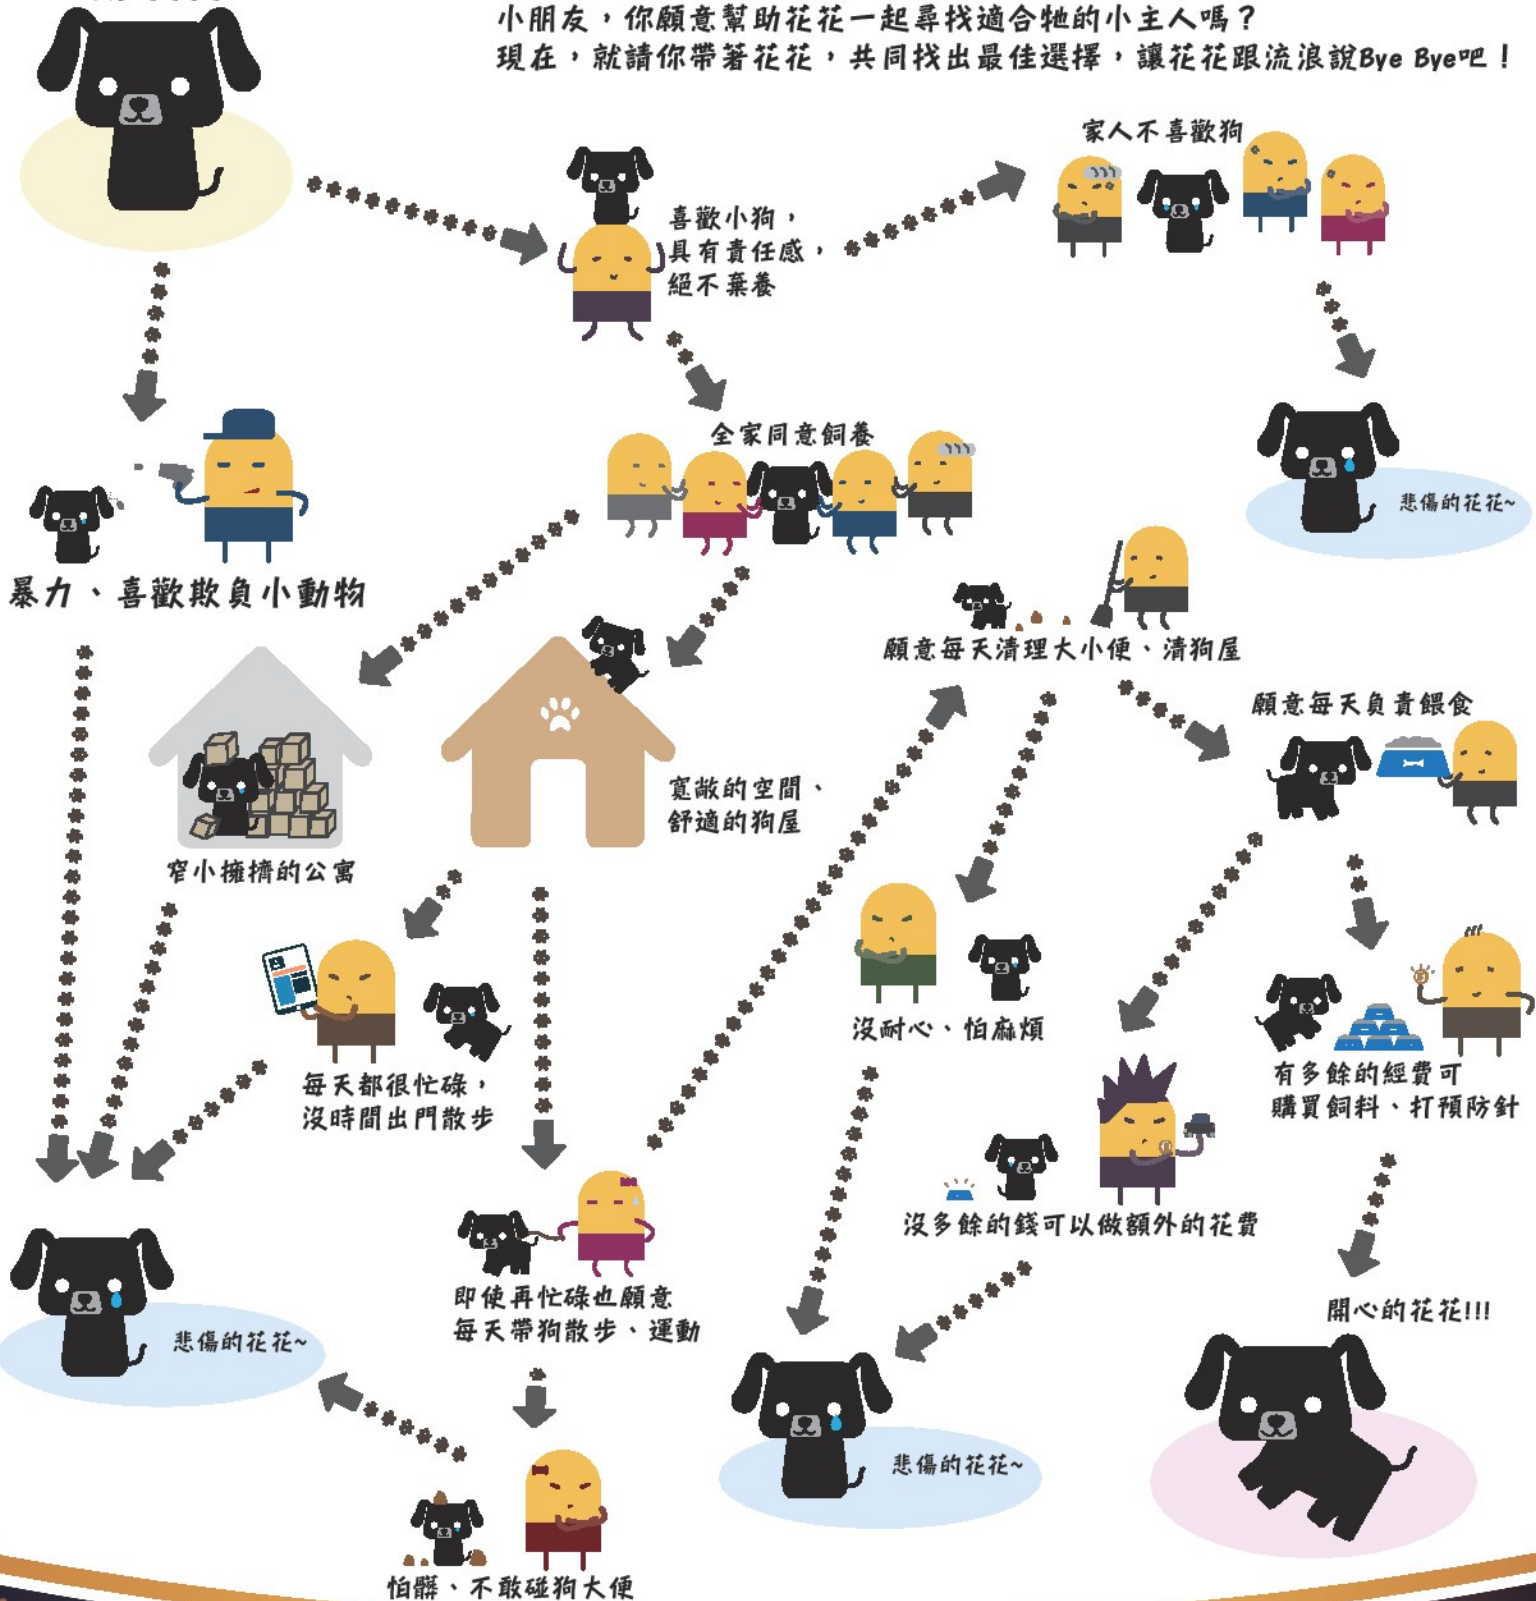 小朋友，你願意幫助花花一起尋找適合牠的小主人嗎？
現在，就請你帶著花花，共同找出最佳選擇，讓花花跟流浪說Bye Bye吧！
家人不喜歡狗
喜歡小狗，
具有責任感，
絕不棄養
全家同意飼養
悲傷的花花~
暴力、喜歡欺負小動物
願意每天清理大小便、清狗屋
願意每天負責餵食
寬敞的空間、
舒適的狗屋
窄小擁擠的公寓
沒耐心、怕麻煩
有多餘的經費可
購買飼料、打預防針
每天都很忙碌，
沒時間出門散步
沒多餘的錢可以做額外的花費
即使再忙碌也願意
每天帶狗散步、運動
開心的花花!!!
悲傷的花花~
悲傷的花花~
怕髒、不敢碰狗大便